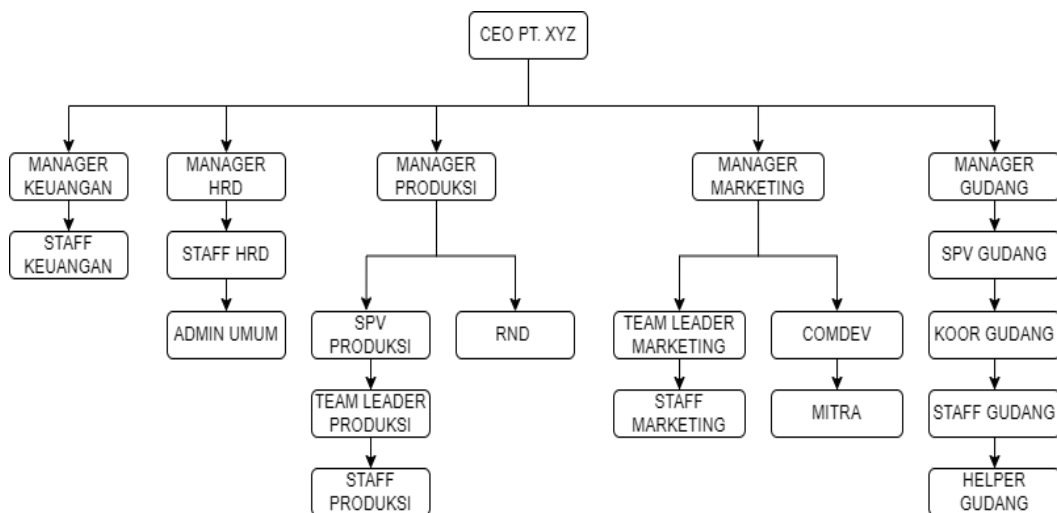 CEO PT. XYZ
MANAGER
KEUANGAN
MANAGER
HRD
MANAGER
PRODUKSI
MANAGER
MARKETING
MANAGER
GUDANG
STAFF
KEUANGAN
STAFF HRD
SPV GUDANG
ADMIN UMUM
SPV
PRODUKSI
RND
TEAM LEADER
MARKETING
COMDEV
KOOR GUDANG
TEAM LEADER
PRODUKSI
STAFF
MARKETING
MITRA
STAFF GUDANG
STAFF
PRODUKSI
HELPER
GUDANG